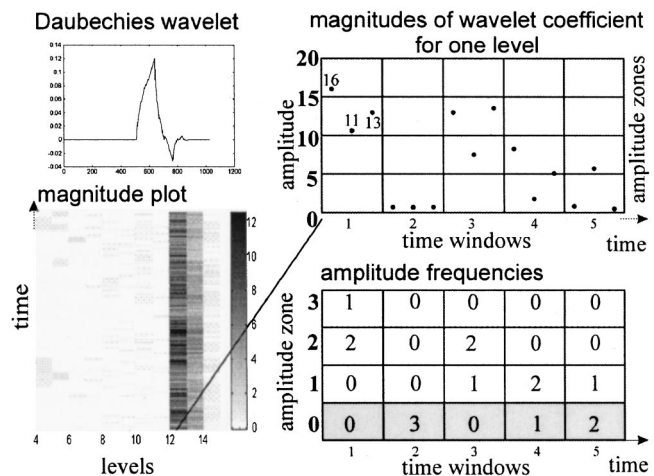 Daubechies wavelet
0.14
0.12
0.1
0.08
0.06
0.04
0.02
0
-0.02
-0.04
0 200 400 600 800 1000 1200
magnitude plot
time
12
10
8
6
4
2
0
4 6 8 10 12 14
levels
magnitudes of wavelet coefficient
for one level
amplitude
20
15
10
5
0
16
11
13
amplitude zones
1 2 3 4 5
time windows time
amplitude frequencies
amplitude zone
3 1 0 0 0 0
2 2 0 2 0 0
1 0 0 1 2 1
0 0 3 0 1 2
1 2 3 4 5
time windows time